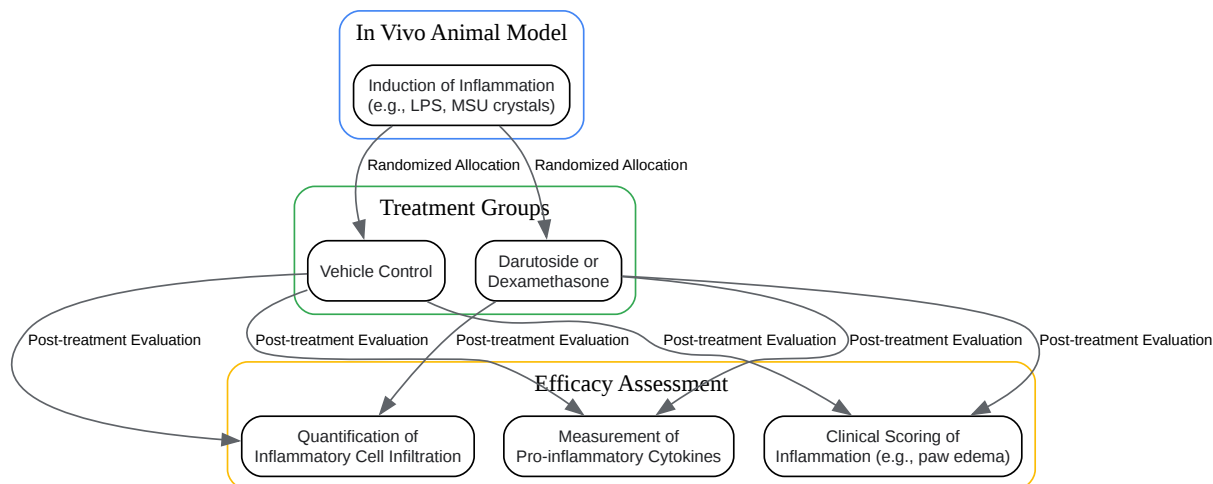 In Vivo Animal Model
Induction of Inflammation
(e.g., LPS, MSU crystals)
Randomized Allocation
Randomized Allocation
Treatment Groups
Vehicle Control
Darutoside or
Dexamethasone
Post-treatment Evaluation
Post-treatment Evaluation
Post-treatment Evaluation
Post-treatment Evaluation
Post-treatment Evaluation
Post-treatment Evaluation
Efficacy Assessment
Quantification of
Inflammatory Cell Infiltration
Measurement of
Pro-inflammatory Cytokines
Clinical Scoring of
Inflammation (e.g., paw edema)